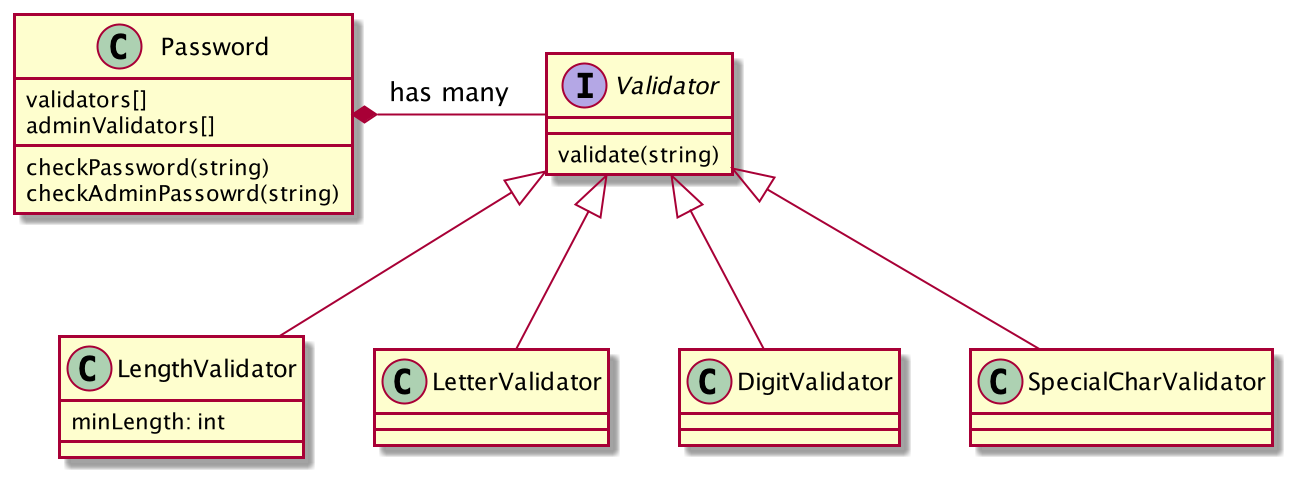 C Password
validators[]
adminValidators[]
checkPassword(string)
checkAdminPassowrd(string)
has many
I Validator
validate(string)
C LengthValidator
minLength: int
C LetterValidator
C DigitValidator
C SpecialCharValidator